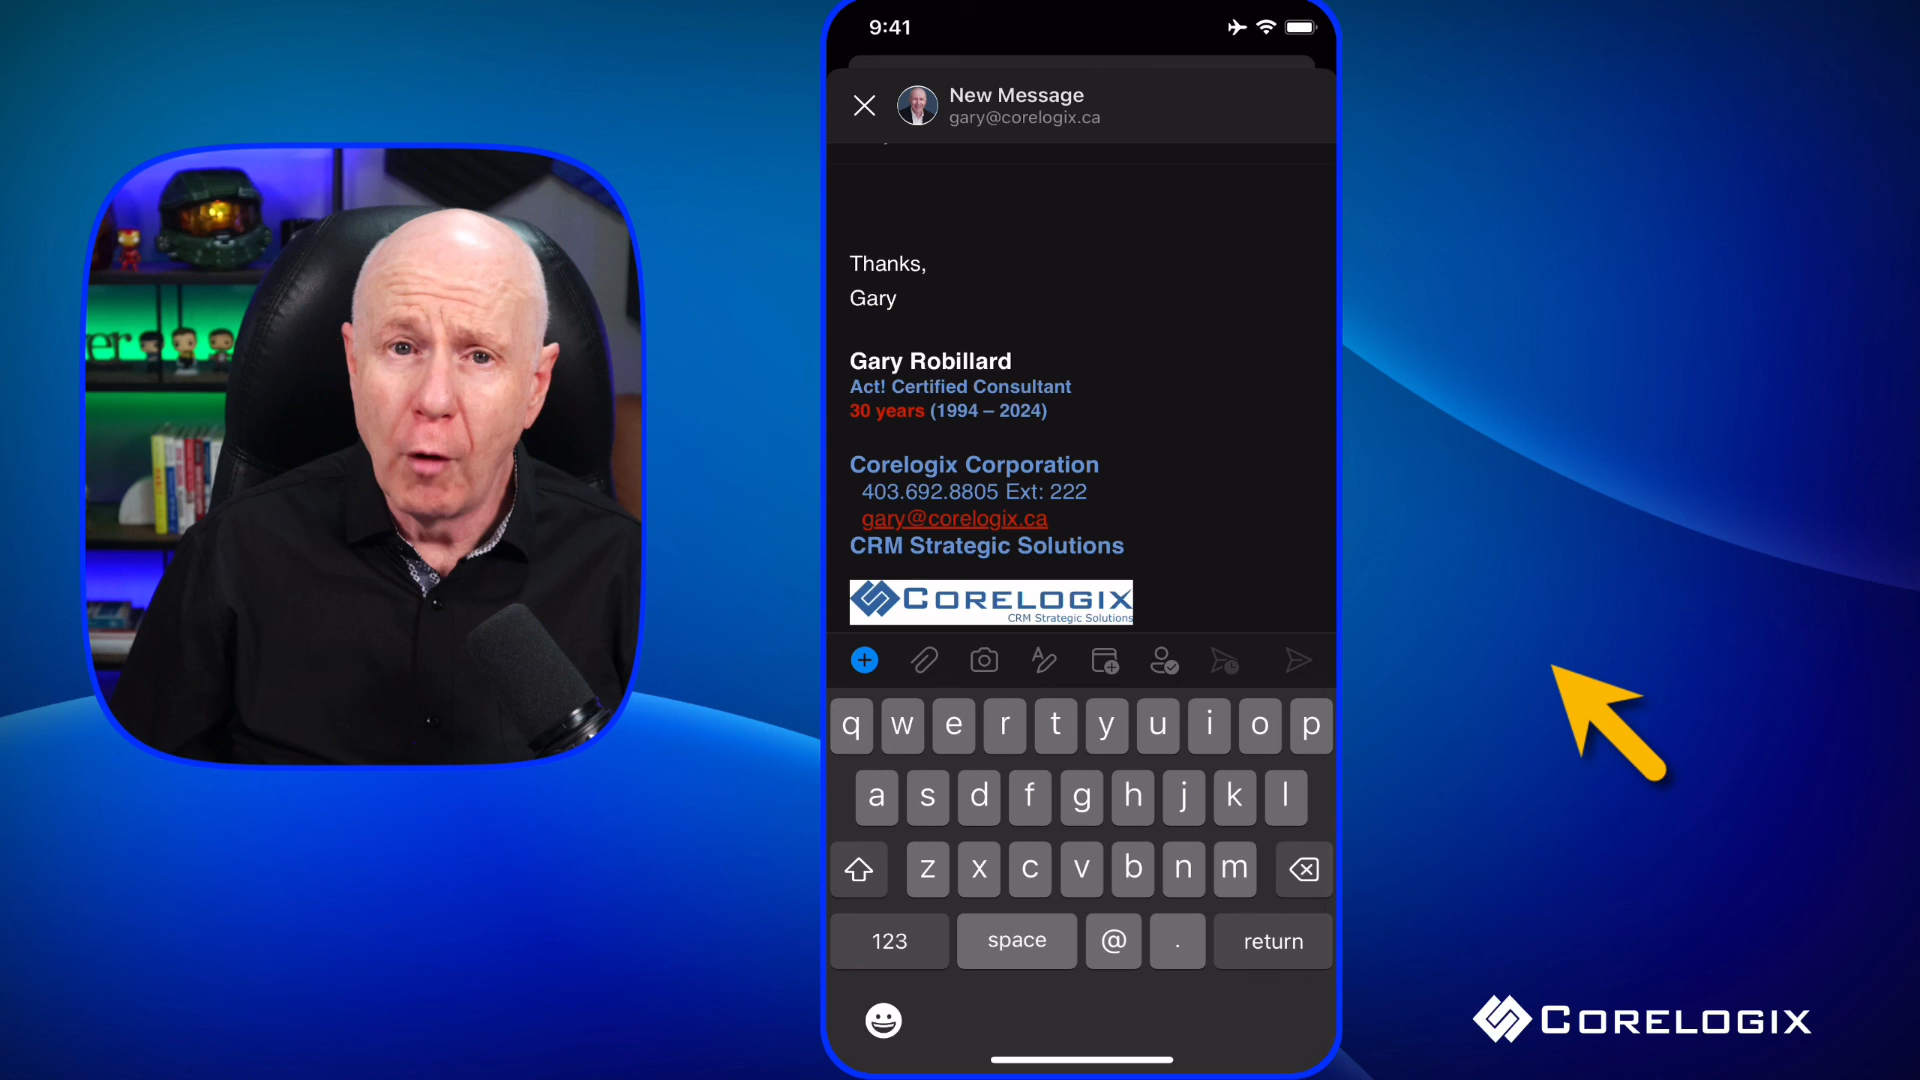 9:41
New Message
gary@corelogix.ca
Thanks,
Gary
Gary Robillard
Act! Certified Consultant
30 years (1994 – 2024)
Corelogix Corporation
403.692.8805 Ext: 222
gary@corelogix.ca
CRM Strategic Solutions
CORELOGIX
CRM Strategic Solutions
q w e r t y u i o p
a s d f g h j k l
z x c v b n m
123 space @ . return
CORELOGIX